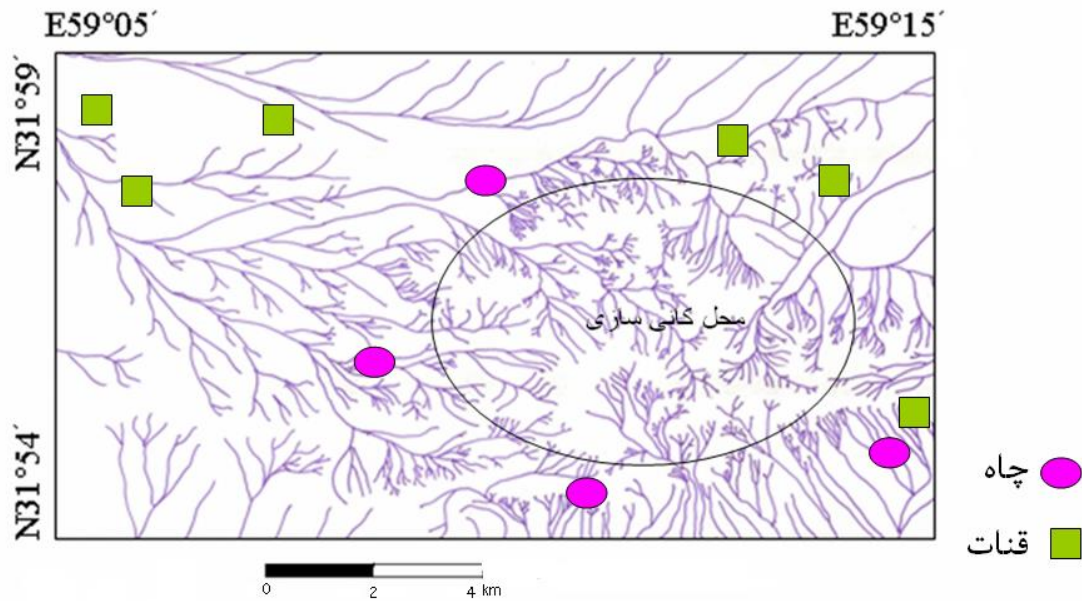 E59°05´
E59°15´
N31°59´
محل کانی سازی
N31°54´
چاه
قنات
0 2 4 km